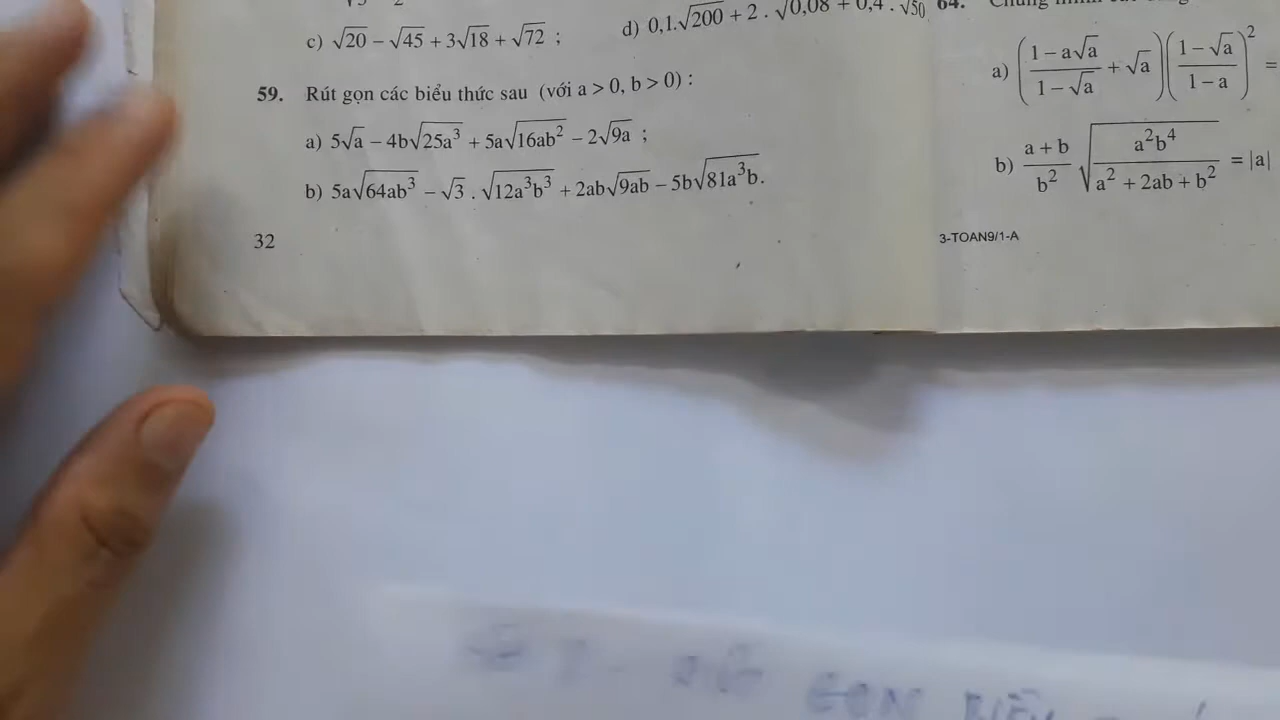 c) √20 − √45 + 3√18 + √72 ;
d) 0,1.√200 + 2 . √0,08 + 0,4 . √50
59. Rút gọn các biểu thức sau (với a > 0, b > 0) :
a) 5√a − 4b√25a³ + 5a√16ab² − 2√9a ;
b) 5a√64ab³ − √3 . √12a³b³ + 2ab√9ab − 5b√81a³b.
32
64.
a) ((1 − a√a)/(1 − √a) + √a) ((1 − √a)/(1 − a))² =
b) (a + b)/b² √(a²b⁴/(a² + 2ab + b²)) = |a|
3-TOAN9/1-A